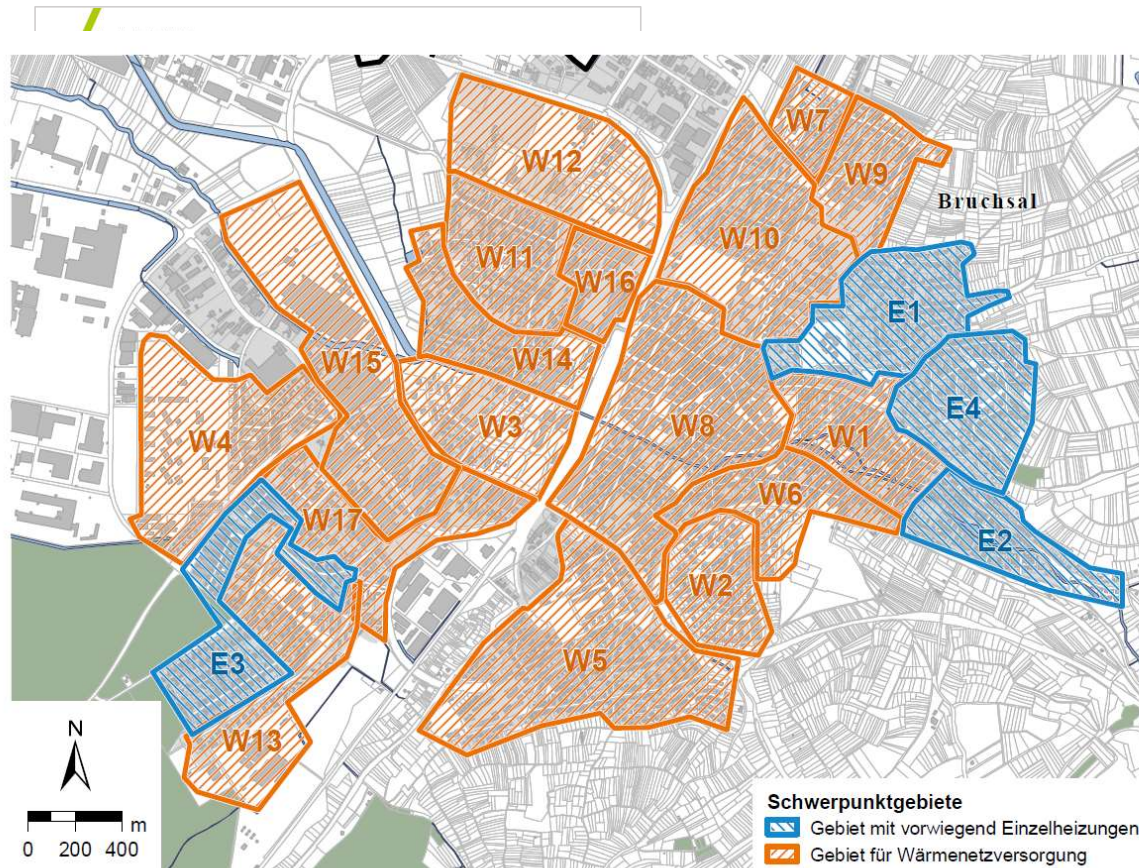 W7
W12
W9
Bruchsal
W10
W11
W16
E1
W15
W14
W3
E4
W4
W8
W1
W6
W17
E2
W2
E3
W5
W13
N
0 200 400 m
Schwerpunktgebiete
Gebiet mit vorwiegend Einzelheizungen
Gebiet für Wärmenetzversorgung